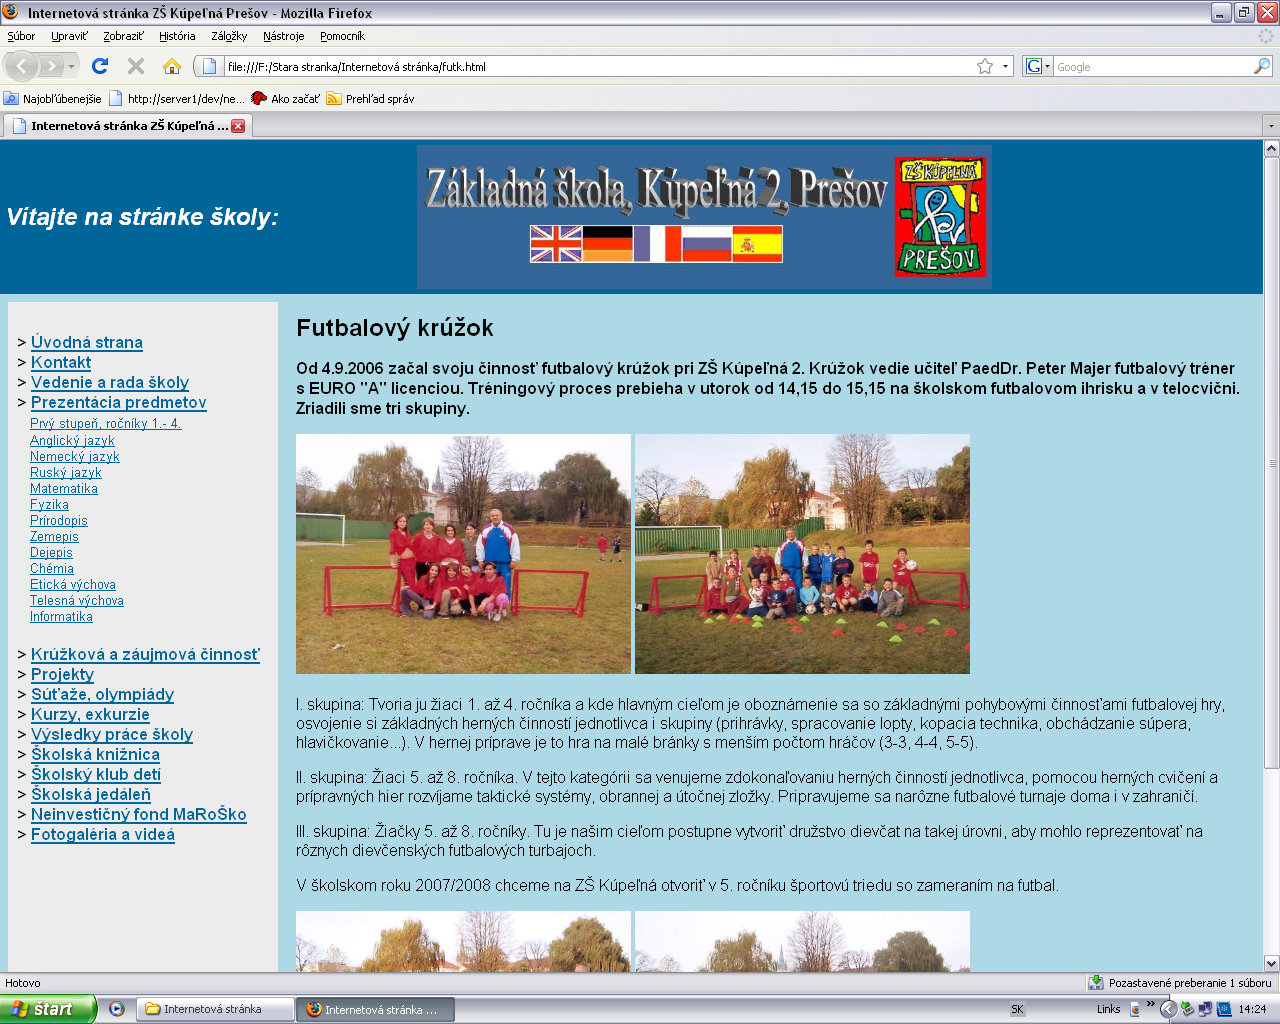 Internetová stránka ZŠ Kúpeľná Prešov - Mozilla Firefox
Súbor Upraviť Zobraziť História Záložky Nástroje Pomocník
file:///F:/Stara stranka/Internetová stránka/futk.html
G Google
Najobľúbenejšie http://server1/dev/ne... Ako začať Prehľad správ
Internetová stránka ZŠ Kúpeľná ...
Vítajte na stránke školy:
Základná škola, Kúpeľná 2, Prešov
ZŠ KÚPEĽNÁ
PREŠOV
> Úvodná strana
> Kontakt
> Vedenie a rada školy
> Prezentácia predmetov
Prvý stupeň, ročníky 1.- 4.
Anglický jazyk
Nemecký jazyk
Ruský jazyk
Matematika
Fyzika
Prírodopis
Zemepis
Dejepis
Chémia
Etická výchova
Telesná výchova
Informatika
> Krúžková a záujmová činnosť
> Projekty
> Súťaže, olympiády
> Kurzy, exkurzie
> Výsledky práce školy
> Školská knižnica
> Školský klub detí
> Školská jedáleň
> Neinvestičný fond MaRoŠko
> Fotogaléria a videá
Futbalový krúžok
Od 4.9.2006 začal svoju činnosť futbalový krúžok pri ZŠ Kúpeľná 2. Krúžok vedie učiteľ PaedDr. Peter Majer futbalový tréner
s EURO "A" licenciou. Tréningový proces prebieha v utorok od 14,15 do 15,15 na školskom futbalovom ihrisku a v telocvični.
Zriadili sme tri skupiny.
I. skupina: Tvoria ju žiaci 1. až 4. ročníka a kde hlavným cieľom je oboznámenie sa so základnými pohybovými činnosťami futbalovej hry,
osvojenie si základných herných činností jednotlivca i skupiny (prihrávky, spracovanie lopty, kopacia technika, obchádzanie súpera,
hlavičkovanie...). V hernej príprave je to hra na malé bránky s menším počtom hráčov (3-3, 4-4, 5-5).
II. skupina: Žiaci 5. až 8. ročníka. V tejto kategórii sa venujeme zdokonaľovaniu herných činností jednotlivca, pomocou herných cvičení a
prípravných hier rozvíjame taktické systémy, obrannej a útočnej zložky. Pripravujeme sa narôzne futbalové turnaje doma i v zahraničí.
III. skupina: Žiačky 5. až 8. ročníky. Tu je našim cieľom postupne vytvoriť družstvo dievčat na takej úrovni, aby mohlo reprezentovať na
rôznych dievčenských futbalových turbajoch.
V školskom roku 2007/2008 chceme na ZŠ Kúpeľná otvoriť v 5. ročníku športovú triedu so zameraním na futbal.
Hotovo
Pozastavené preberanie 1 súboru
štart Internetová stránka Internetová stránka ... SK Links » 14:24